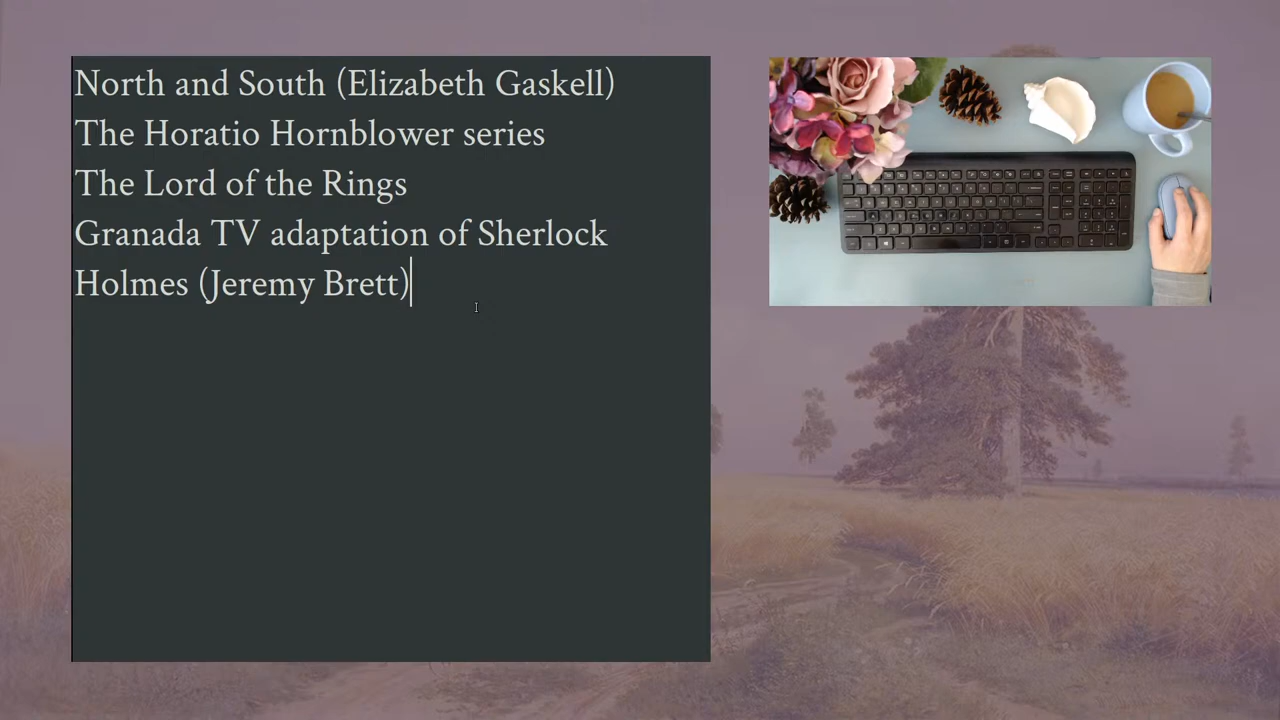 North and South (Elizabeth Gaskell)
The Horatio Hornblower series
The Lord of the Rings
Granada TV adaptation of Sherlock
Holmes (Jeremy Brett)